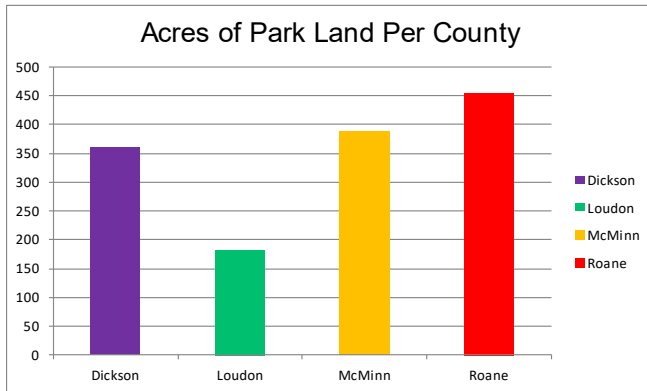 Acres of Park Land Per County
500
450
400
350
300
250
200
150
100
50
0
Dickson Loudon McMinn Roane
Dickson
Loudon
McMinn
Roane